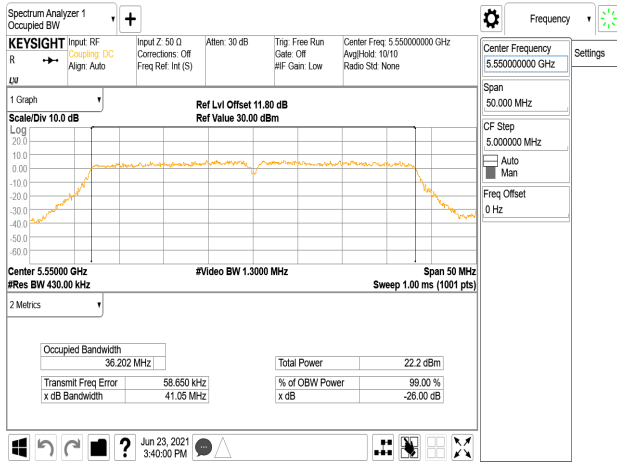 Spectrum Analyzer 1
Occupied BW
Frequency
Settings
KEYSIGHT
R
Input: RF
Coupling: DC
Align: Auto
Input Z: 50 Ω
Corrections: Off
Freq Ref: Int (S)
Atten: 30 dB
Trig: Free Run
Gate: Off
#IF Gain: Low
Center Freq: 5.550000000 GHz
Avg|Hold: 10/10
Radio Std: None
LXI
1 Graph
Scale/Div 10.0 dB
Ref Lvl Offset 11.80 dB
Ref Value 30.00 dBm
Log
20.0
10.0
0.00
-10.0
-20.0
-30.0
-40.0
-50.0
-60.0
Center 5.55000 GHz
#Video BW 1.3000 MHz
Span 50 MHz
#Res BW 430.00 kHz
Sweep 1.00 ms (1001 pts)
2 Metrics
Occupied Bandwidth
36.202 MHz
Transmit Freq Error 58.650 kHz
x dB Bandwidth 41.05 MHz
Total Power 22.2 dBm
% of OBW Power 99.00 %
x dB -26.00 dB
Center Frequency
5.550000000 GHz
Span
50.000 MHz
CF Step
5.000000 MHz
Auto
Man
Freq Offset
0 Hz
?
Jun 23, 2021
3:40:00 PM